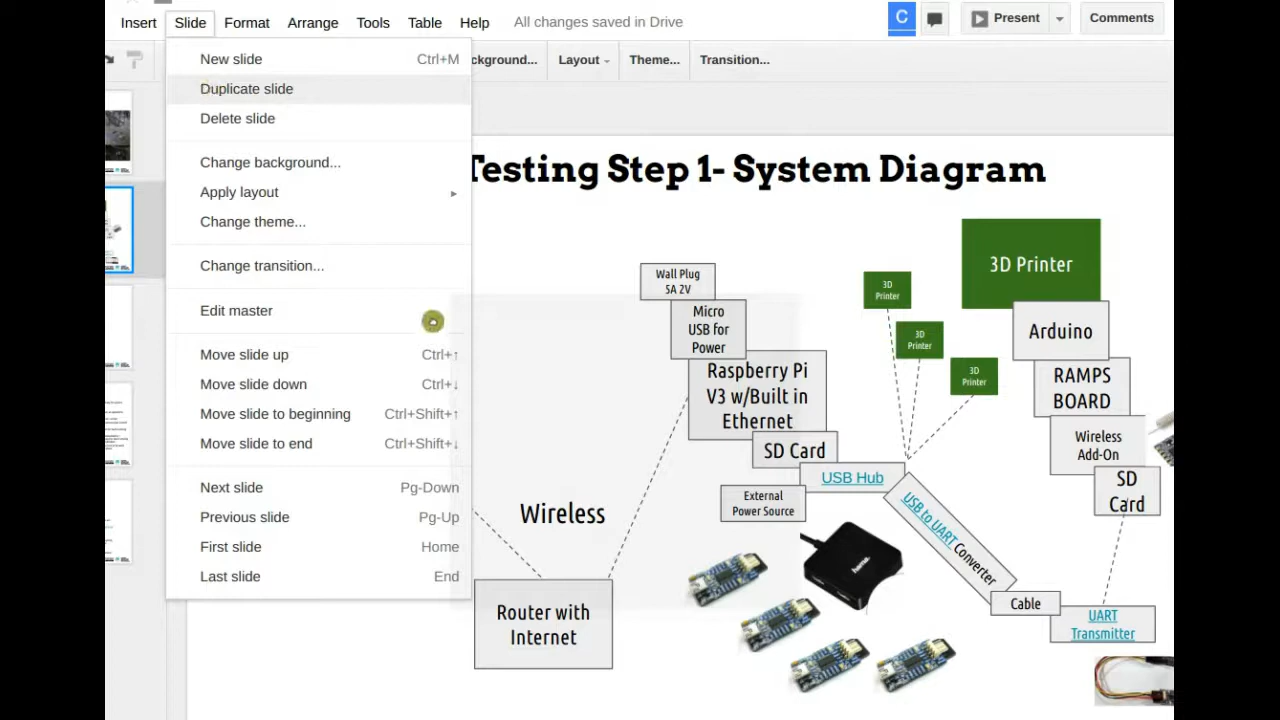 Insert Slide Format Arrange Tools Table Help All changes saved in Drive C Present Comments
ckground... Layout Theme... Transition...
New slide Ctrl+M
Duplicate slide
Delete slide
Change background...
Apply layout
Change theme...
Change transition...
Edit master
Move slide up Ctrl+↑
Move slide down Ctrl+↓
Move slide to beginning Ctrl+Shift+↑
Move slide to end Ctrl+Shift+↓
Next slide Pg-Down
Previous slide Pg-Up
First slide Home
Last slide End
Testing Step 1- System Diagram
Wall Plug
5A 2V
Micro
USB for
Power
Raspberry Pi
V3 w/Built in
Ethernet
SD Card
USB Hub
External
Power Source
Wireless
Router with
Internet
3D
Printer
3D
Printer
3D
Printer
3D Printer
Arduino
RAMPS
BOARD
Wireless
Add-On
SD
Card
USB to UART Converter
Cable
UART
Transmitter
hama